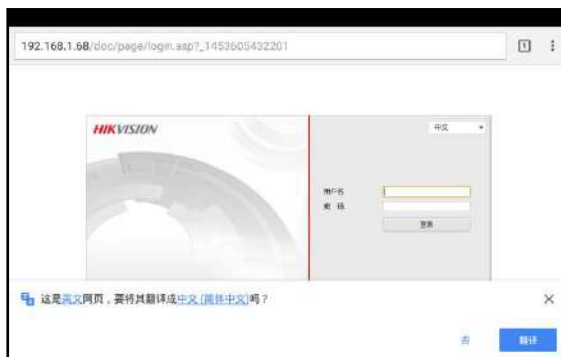 192.168.1.68/doc/page/login.asp?_1453605432201
1
HIKVISION
中文
用户名
密 码
登录
这是英文网页，要将其翻译成中文 (简体中文)吗？
否
翻译